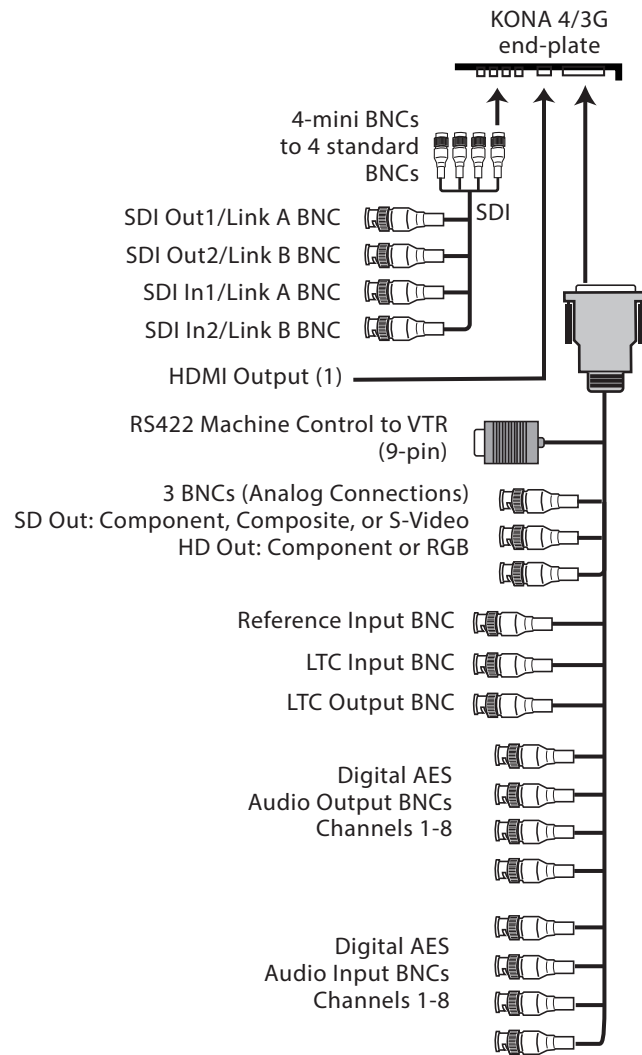 KONA 4/3G
end-plate
4-mini BNCs
to 4 standard
BNCs
SDI
SDI Out1/Link A BNC
SDI Out2/Link B BNC
SDI In1/Link A BNC
SDI In2/Link B BNC
HDMI Output (1)
RS422 Machine Control to VTR
(9-pin)
3 BNCs (Analog Connections)
SD Out: Component, Composite, or S-Video
HD Out: Component or RGB
Reference Input BNC
LTC Input BNC
LTC Output BNC
Digital AES
Audio Output BNCs
Channels 1-8
Digital AES
Audio Input BNCs
Channels 1-8